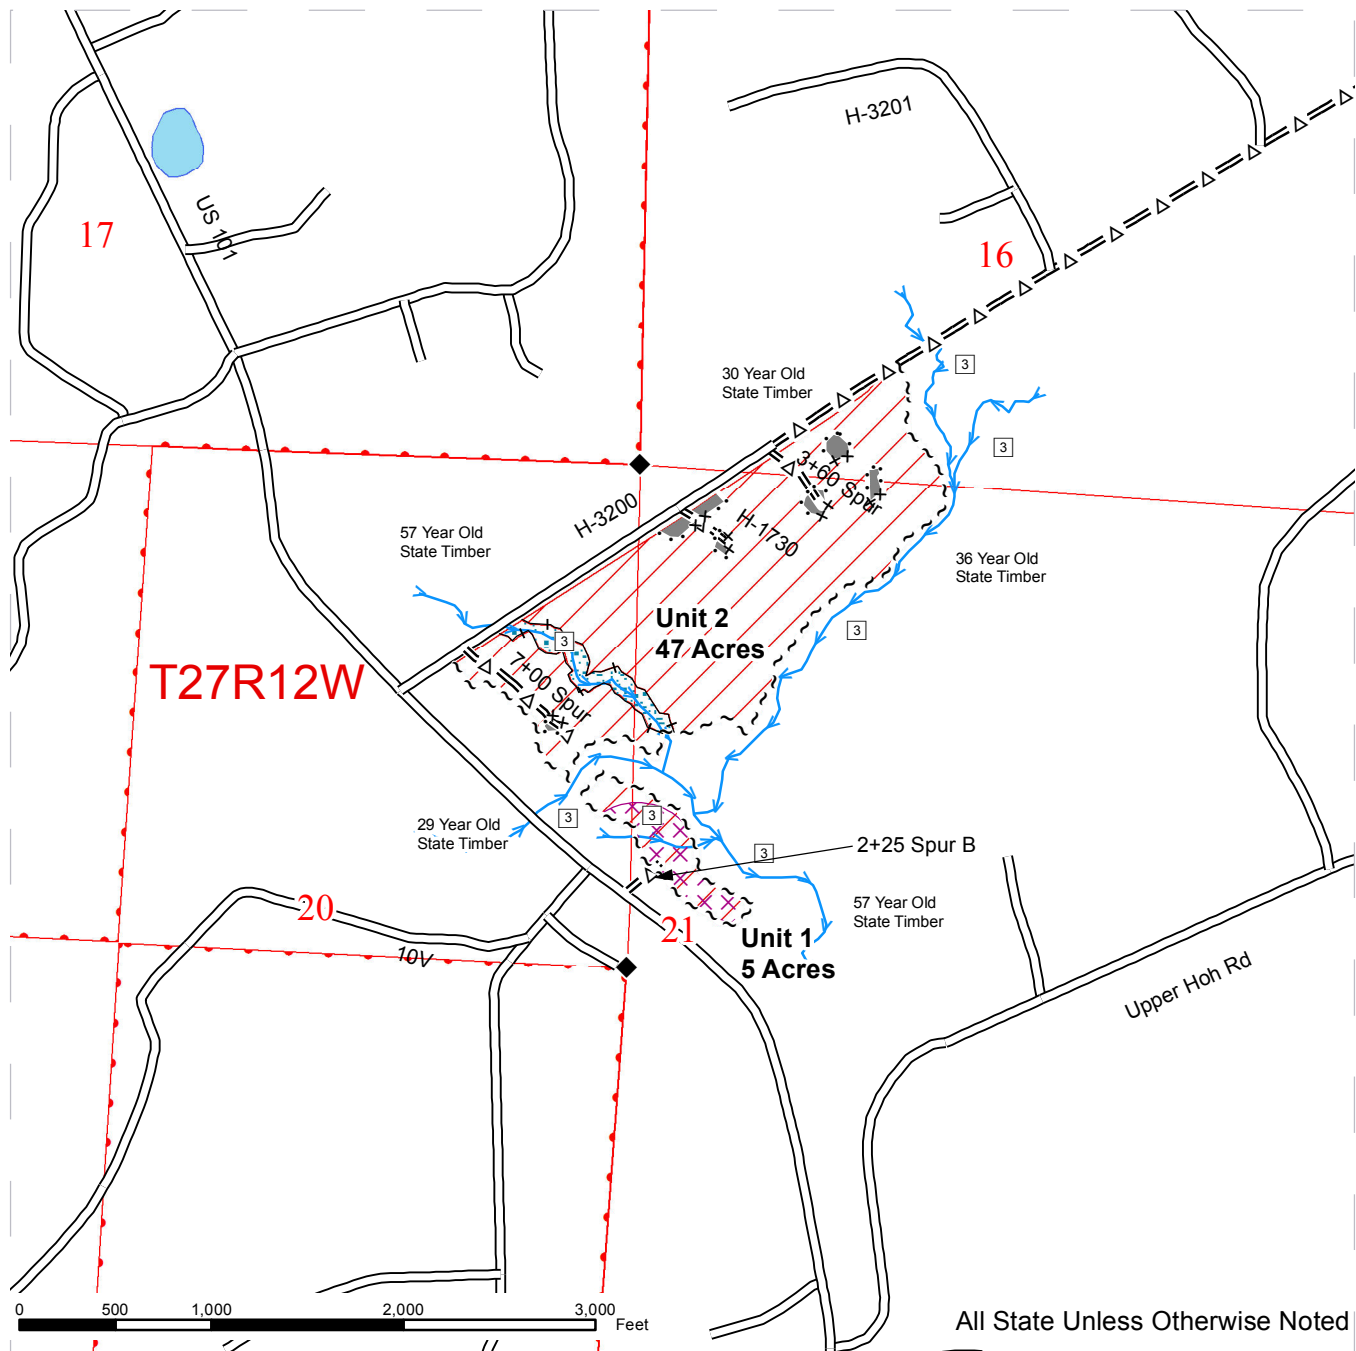 H-3201
US 101
17
16
30 Year Old
State Timber
3
3
3+60 Spur
H-3200
H-1730
57 Year Old
State Timber
36 Year Old
State Timber
Unit 2
47 Acres
3
3
7+00 Spur
T27R12W
29 Year Old
State Timber
3
3
3
2+25 Spur B
57 Year Old
State Timber
20
21
Unit 1
5 Acres
10V
Upper Hoh Rd
0 500 1,000 2,000 3,000
Feet
All State Unless Otherwise Noted